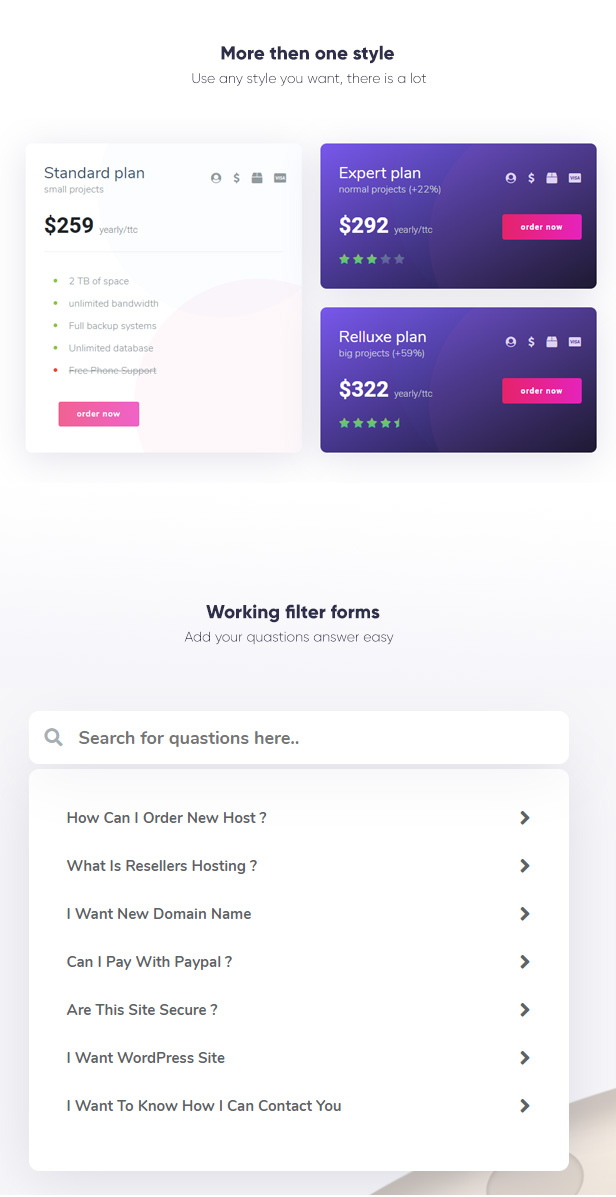 More then one style
Use any style you want, there is a lot
Standard plan
small projects
VISA
$259 yearly/ttc
2 TB of space
unlimited bandwidth
Full backup systems
Unlimited database
Free Phone Support
order now
Expert plan
normal projects (+22%)
VISA
$292 yearly/ttc
order now
Relluxe plan
big projects (+59%)
VISA
$322 yearly/ttc
order now
Working filter forms
Add your quastions answer easy
Search for quastions here..
How Can I Order New Host ?
What Is Resellers Hosting ?
I Want New Domain Name
Can I Pay With Paypal ?
Are This Site Secure ?
I Want WordPress Site
I Want To Know How I Can Contact You